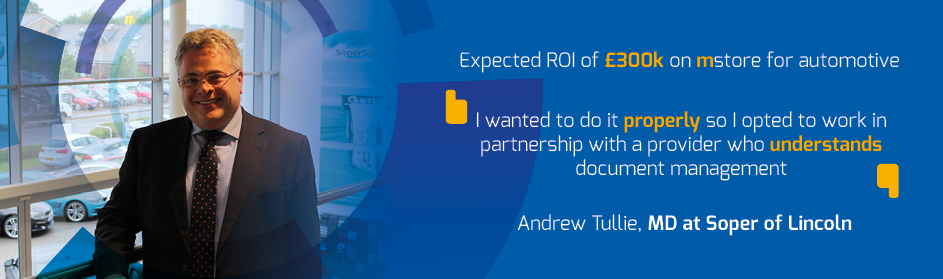 Expected ROI of £300k on mstore for automotive
I wanted to do it properly so I opted to work in
partnership with a provider who understands
document management
Andrew Tullie, MD at Soper of Lincoln